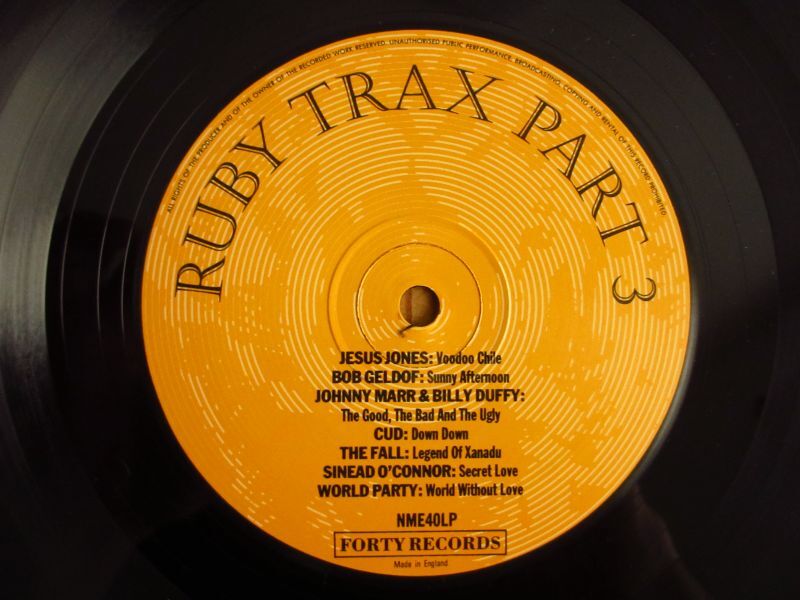 ALL RIGHTS OF THE PRODUCER AND OF THE OWNER OF THE RECORDED WORK RESERVED. UNAUTHORISED PUBLIC PERFORMANCE, BROADCASTING, COPYING AND RENTAL OF THIS RECORD PROHIBITED.
RUBY TRAX PART 3
JESUS JONES: Voodoo Chile
BOB GELDOF: Sunny Afternoon
JOHNNY MARR & BILLY DUFFY:
The Good, The Bad And The Ugly
CUD: Down Down
THE FALL: Legend Of Xanadu
SINEAD O'CONNOR: Secret Love
WORLD PARTY: World Without Love
NME40LP
FORTY RECORDS
Made in England